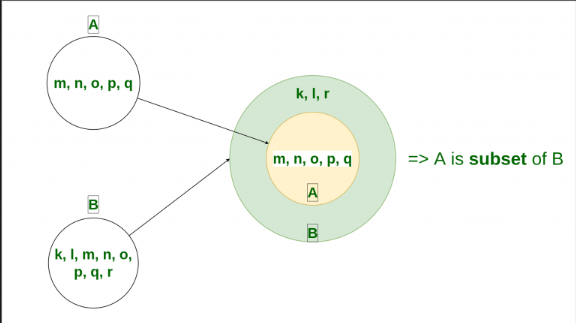 A
m, n, o, p, q
k, l, r
m, n, o, p, q
=> A is subset of B
A
B
B
k, l, m, n, o,
p, q, r